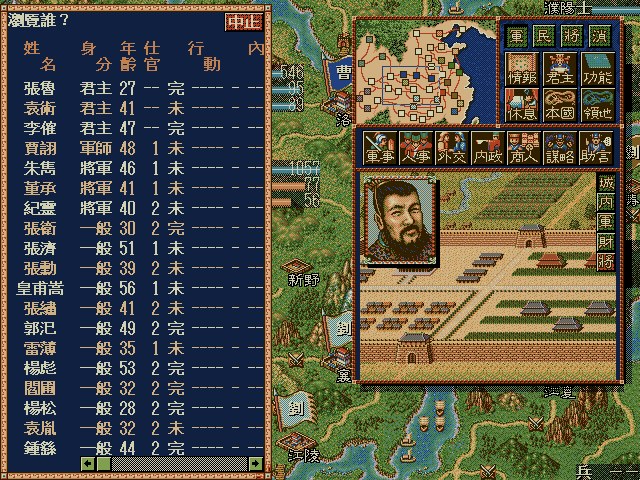 瀏覽誰？
中止
姓名 身分 年齡 仕官 行動 內
張魯 君主 27 -- 完
袁術 君主 41 -- 未
李傕 君主 47 -- 完
賈詡 軍師 48 1 未
朱雋 將軍 46 1 未
董承 將軍 41 1 未
紀靈 將軍 40 2 未
張衛 一般 30 2 完
張濟 一般 51 1 未
張勳 一般 39 2 未
皇甫嵩 一般 56 1 未
張繡 一般 41 2 未
郭汜 一般 49 2 完
雷薄 一般 35 1 未
楊彪 一般 53 2 完
閻圃 一般 32 2 完
楊松 一般 28 2 完
袁胤 一般 32 2 未
鍾繇 一般 44 2 完
曹
洛
1057
77
56
新野
劉
襄
劉
江陵
濮陽
士
軍 民 將 滇
情報 君主 功能
休息 本國 領地
軍事 人事 外交 內政 商人 謀略 助言
城
內
軍
財
將
江夏
兵